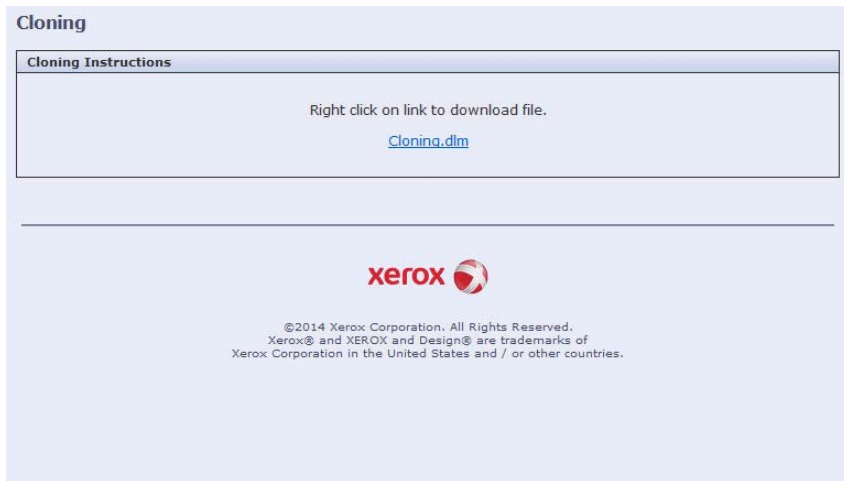 Cloning
Cloning Instructions
Right click on link to download file.
Cloning.dlm
xerox
©2014 Xerox Corporation. All Rights Reserved.
Xerox® and XEROX and Design® are trademarks of
Xerox Corporation in the United States and / or other countries.